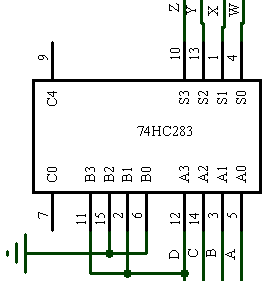 Z Y X W
9 10 13 1 4
C4 S3 S2 S1 S0
74HC283
C0 B3 B2 B1 B0 A3 A2 A1 A0
7 11 15 2 6 12 14 3 5
D C B A